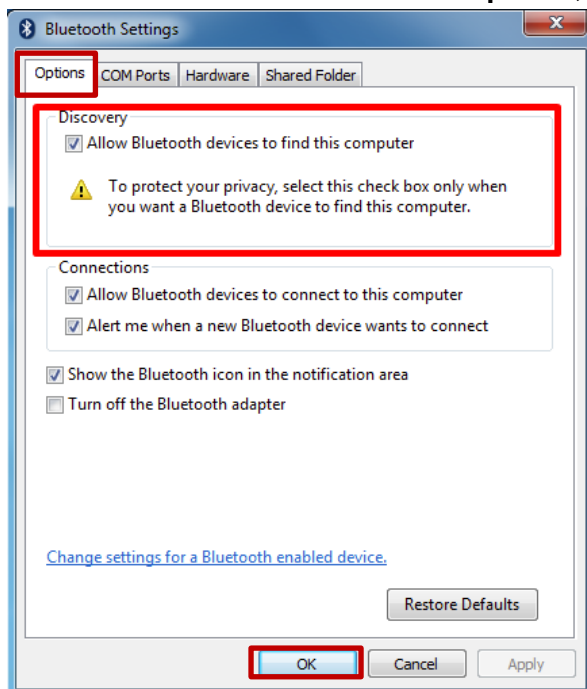 Bluetooth Settings
Options COM Ports Hardware Shared Folder
Discovery
Allow Bluetooth devices to find this computer
To protect your privacy, select this check box only when
you want a Bluetooth device to find this computer.
Connections
Allow Bluetooth devices to connect to this computer
Alert me when a new Bluetooth device wants to connect
Show the Bluetooth icon in the notification area
Turn off the Bluetooth adapter
Change settings for a Bluetooth enabled device.
Restore Defaults
OK Cancel Apply